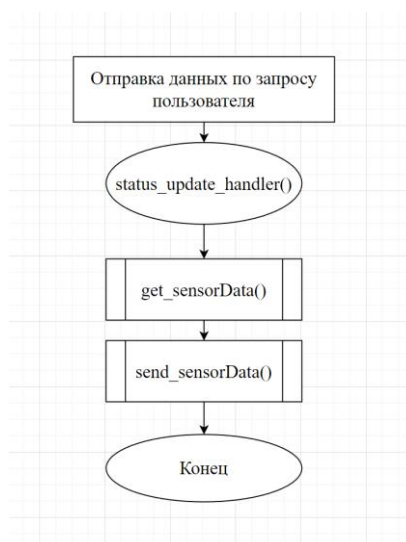 Отправка данных по запросу
пользователя
status_update_handler()
get_sensorData()
send_sensorData()
Конец